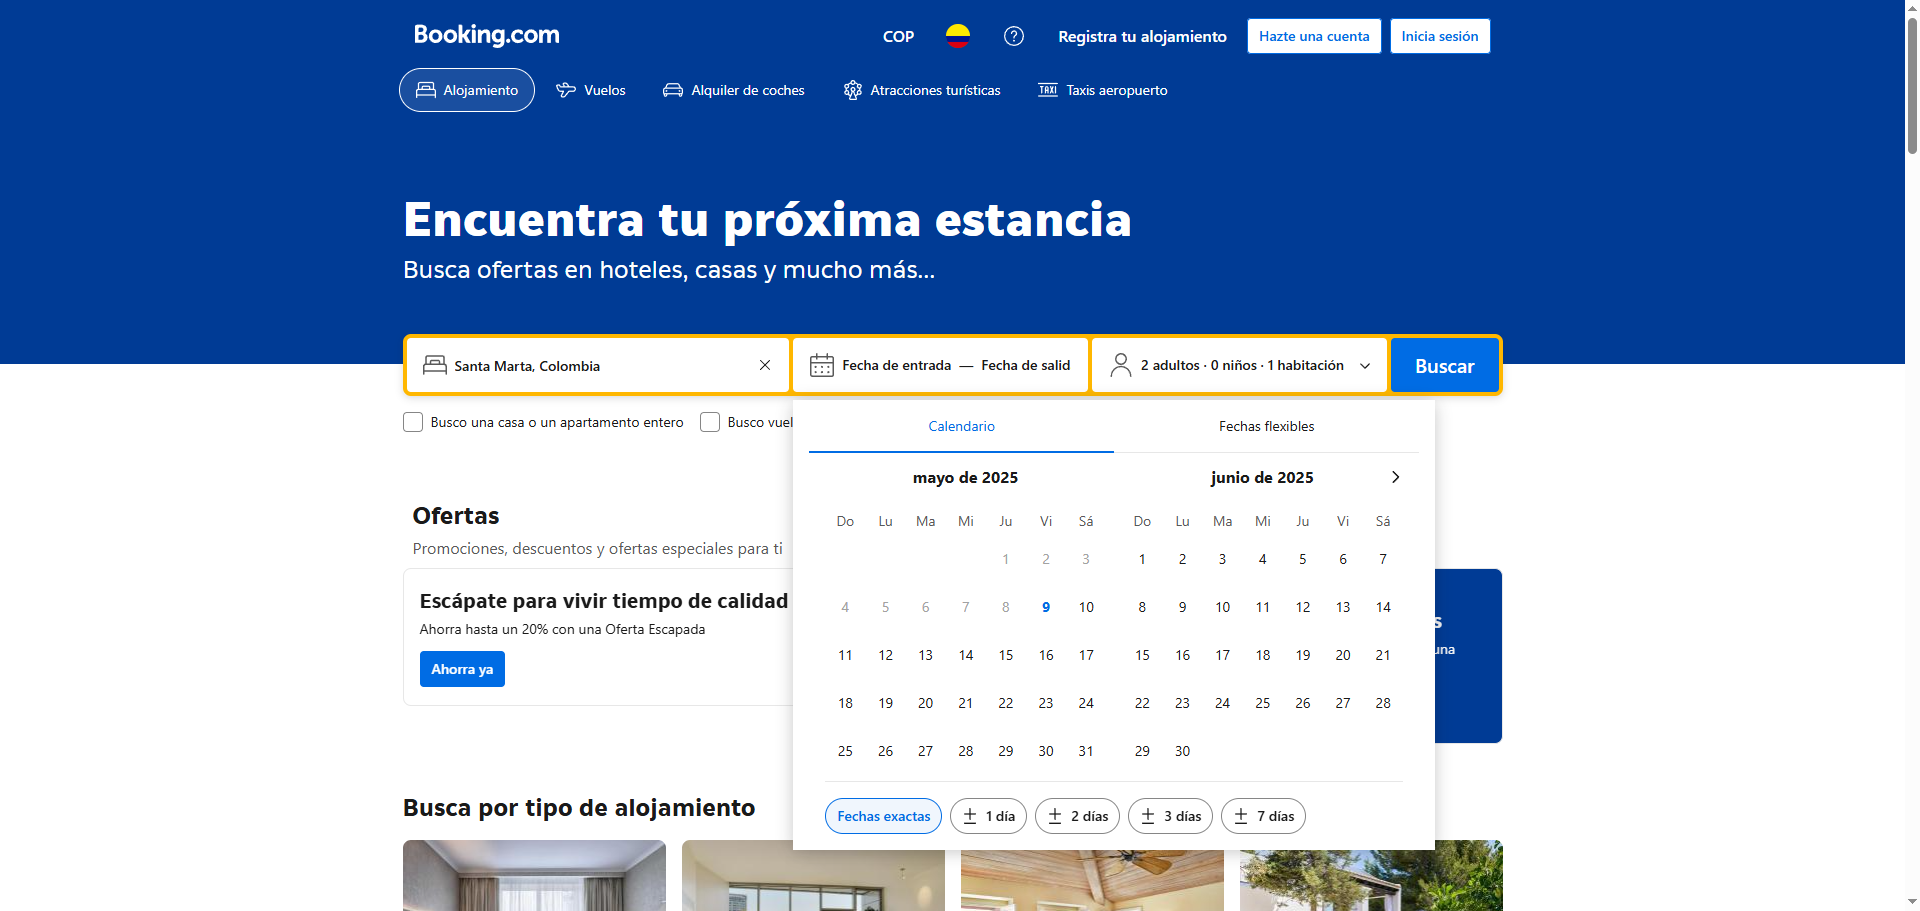 Booking.com
COP
Registra tu alojamiento
Hazte una cuenta
Inicia sesión
Alojamiento
Vuelos
Alquiler de coches
Atracciones turísticas
TAXI
Taxis aeropuerto
Encuentra tu próxima estancia
Busca ofertas en hoteles, casas y mucho más...
Santa Marta, Colombia
Fecha de entrada — Fecha de salid
2 adultos · 0 niños · 1 habitación
Buscar
Busco una casa o un apartamento entero
Busco vuel
Calendario
Fechas flexibles
mayo de 2025
Do Lu Ma Mi Ju Vi Sá
1 2 3
4 5 6 7 8 9 10
11 12 13 14 15 16 17
18 19 20 21 22 23 24
25 26 27 28 29 30 31
junio de 2025
Do Lu Ma Mi Ju Vi Sá
1 2 3 4 5 6 7
8 9 10 11 12 13 14
15 16 17 18 19 20 21
22 23 24 25 26 27 28
29 30
Fechas exactas
± 1 día
± 2 días
± 3 días
± 7 días
Ofertas
Promociones, descuentos y ofertas especiales para ti
Escápate para vivir tiempo de calidad
Ahorra hasta un 20% con una Oferta Escapada
Ahorra ya
s
una
Busca por tipo de alojamiento